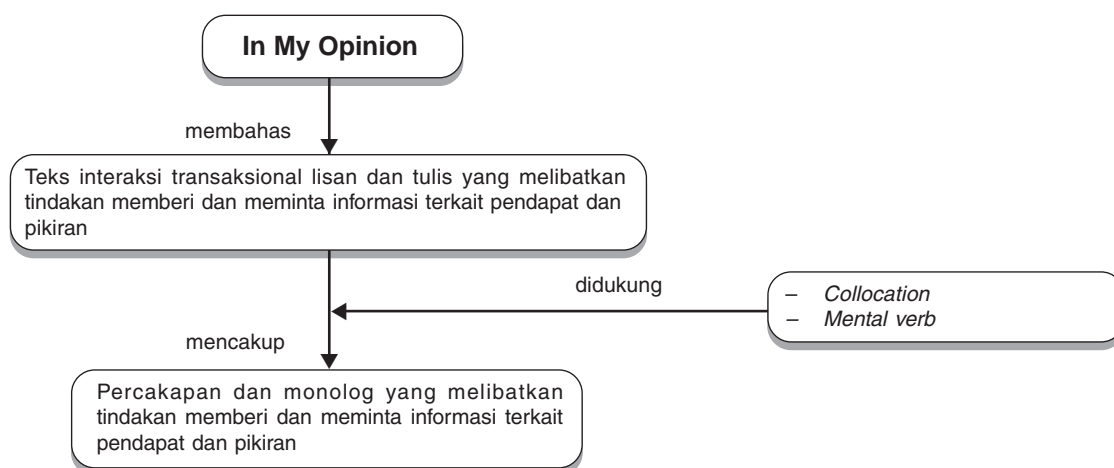 In My Opinion
membahas
Teks interaksi transaksional lisan dan tulis yang melibatkan
tindakan memberi dan meminta informasi terkait pendapat dan
pikiran
didukung
– Collocation
– Mental verb
mencakup
Percakapan dan monolog yang melibatkan
tindakan memberi dan meminta informasi terkait
pendapat dan pikiran